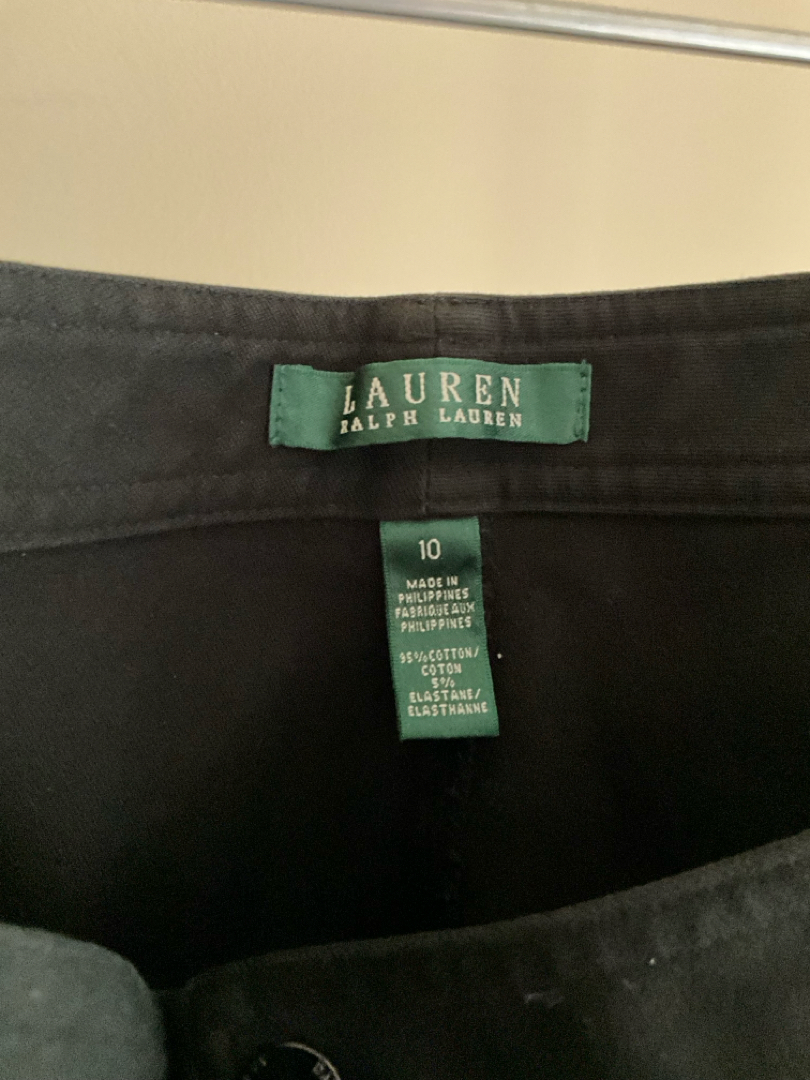 LAUREN
RALPH LAUREN
10
MADE IN
PHILIPPINES
FABRIQUE AUX
PHILIPPINES
95% COTTON/
COTON
5%
ELASTANE/
ELASTHANNE